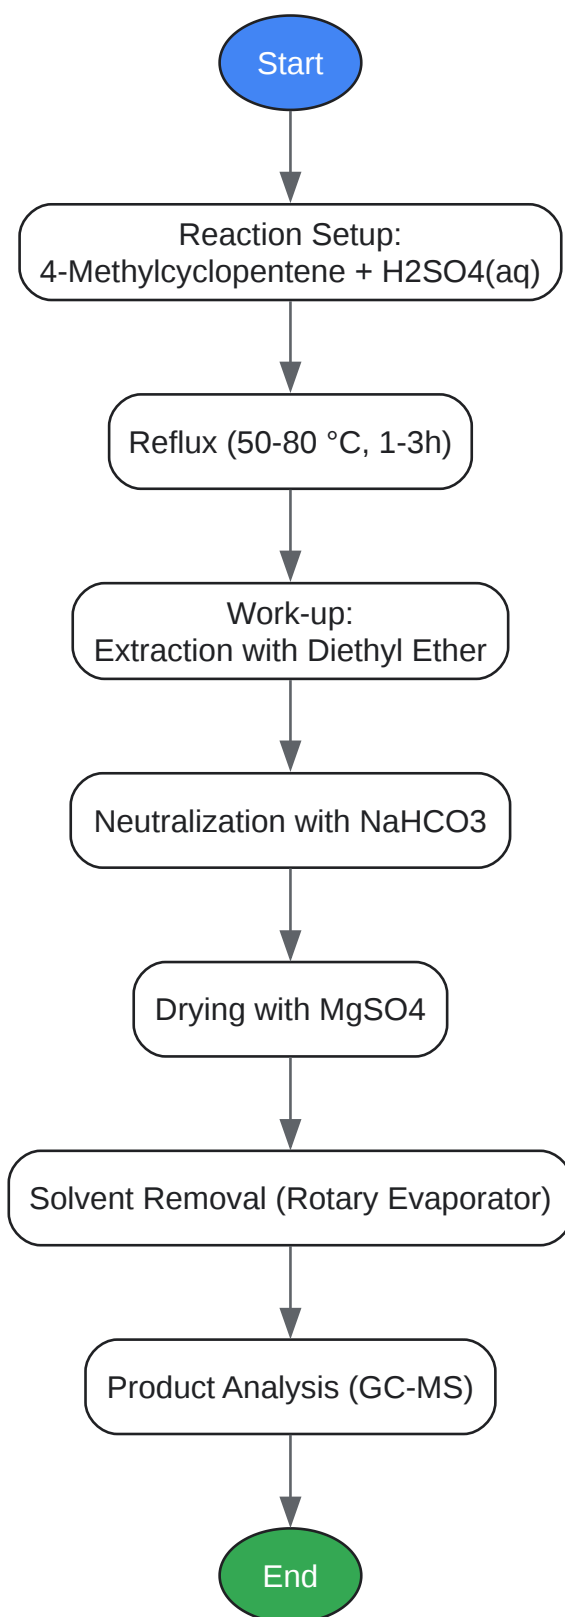 Start
Reaction Setup:
4-Methylcyclopentene + H2SO4(aq)
Reflux (50-80 °C, 1-3h)
Work-up:
Extraction with Diethyl Ether
Neutralization with NaHCO3
Drying with MgSO4
Solvent Removal (Rotary Evaporator)
Product Analysis (GC-MS)
End